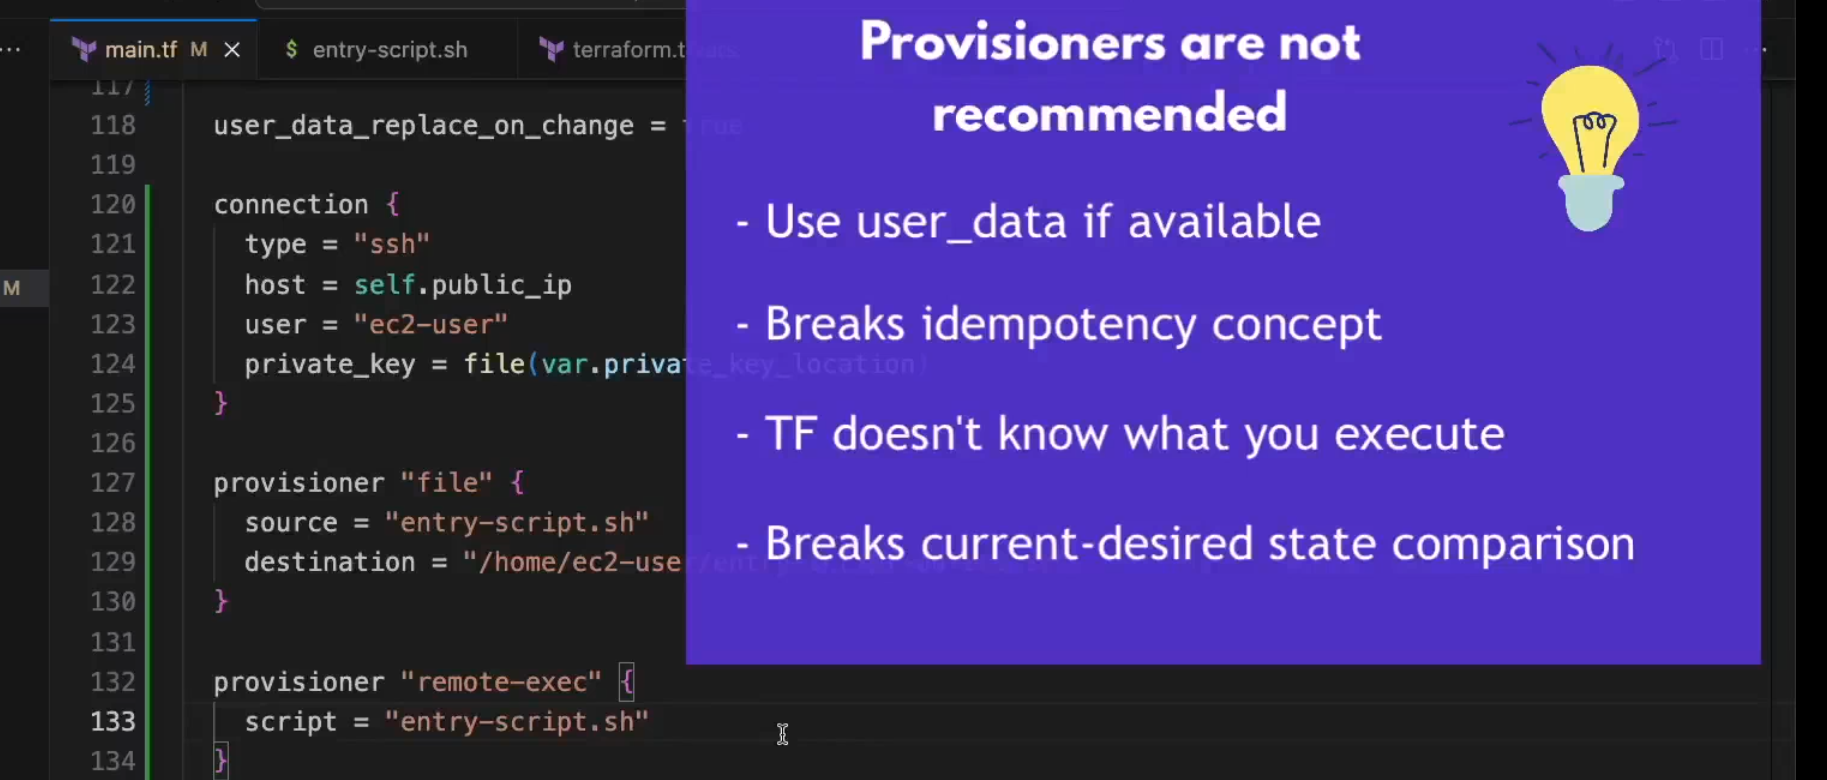 main.tf M
entry-script.sh
terraform.t
M
117
118 user_data_replace_on_change = true
119
120 connection {
121 type = "ssh"
122 host = self.public_ip
123 user = "ec2-user"
124 private_key = file(var.private_key_location)
125 }
126
127 provisioner "file" {
128 source = "entry-script.sh"
129 destination = "/home/ec2-user/
130 }
131
132 provisioner "remote-exec" {
133 script = "entry-script.sh"
134 }
Provisioners are not
recommended
- Use user_data if available
- Breaks idempotency concept
- TF doesn't know what you execute
- Breaks current-desired state comparison